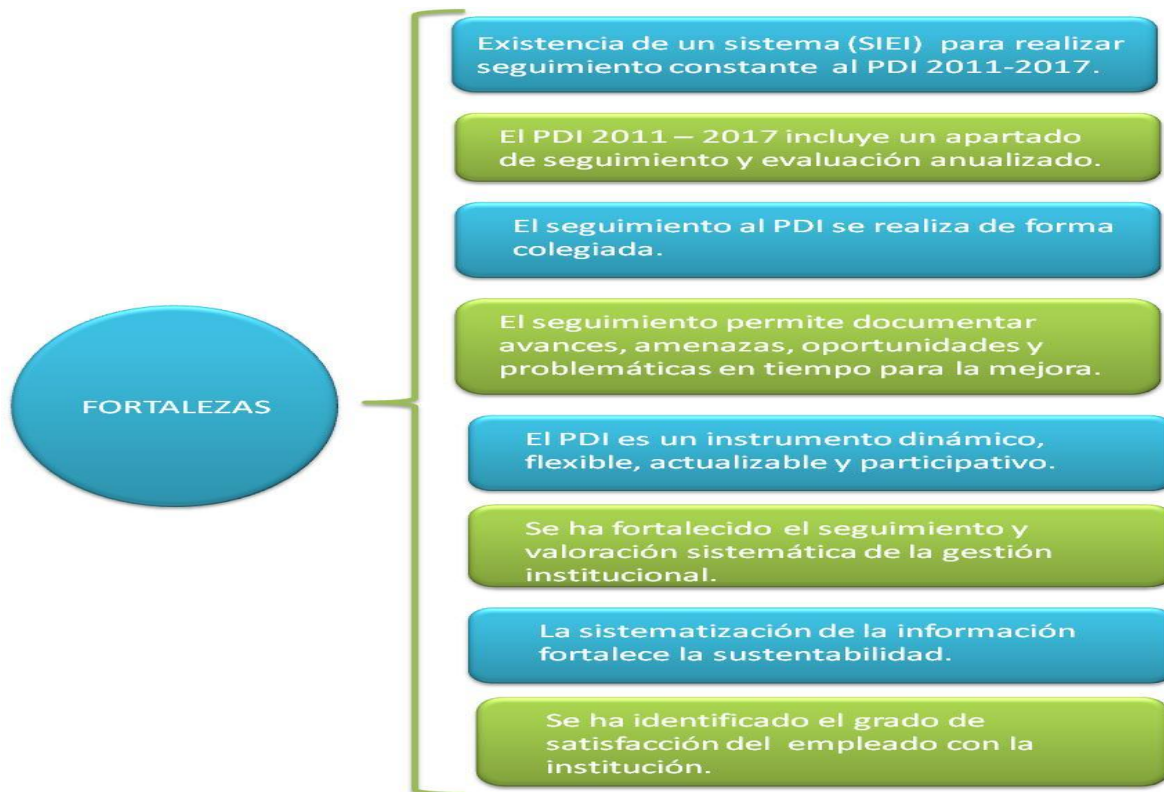 Existencia de un sistema (SIEI) para realizar
seguimiento constante al PDI 2011-2017.
El PDI 2011 – 2017 incluye un apartado
de seguimiento y evaluación anualizado.
El seguimiento al PDI se realiza de forma
colegiada.
El seguimiento permite documentar
avances, amenazas, oportunidades y
problemáticas en tiempo para la mejora.
FORTALEZAS
El PDI es un instrumento dinámico,
flexible, actualizable y participativo.
Se ha fortalecido el seguimiento y
valoración sistemática de la gestión
institucional.
La sistematización de la información
fortalece la sustentabilidad.
Se ha identificado el grado de
satisfacción del empleado con la
institución.